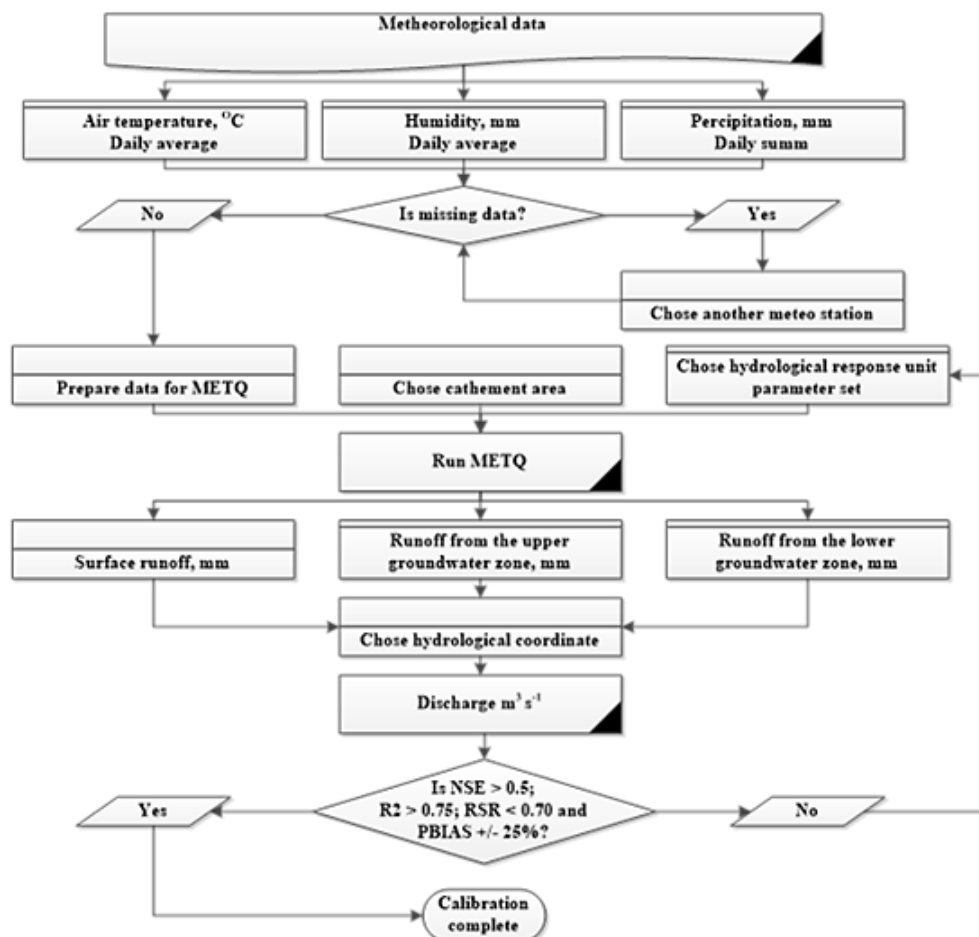 Metheorological data
Air temperature, ᴼC
Daily average
Humidity, mm
Daily average
Percipitation, mm
Daily summ
No
Is missing data?
Yes
Chose another meteo station
Prepare data for METQ
Chose cathement area
Chose hydrological response unit
parameter set
Run METQ
Surface runoff, mm
Runoff from the upper
groundwater zone, mm
Runoff from the lower
groundwater zone, mm
Chose hydrological coordinate
Discharge m³ s⁻¹
Yes
Is NSE > 0.5;
R2 > 0.75; RSR < 0.70 and
PBIAS +/- 25%?
No
Calibration
complete